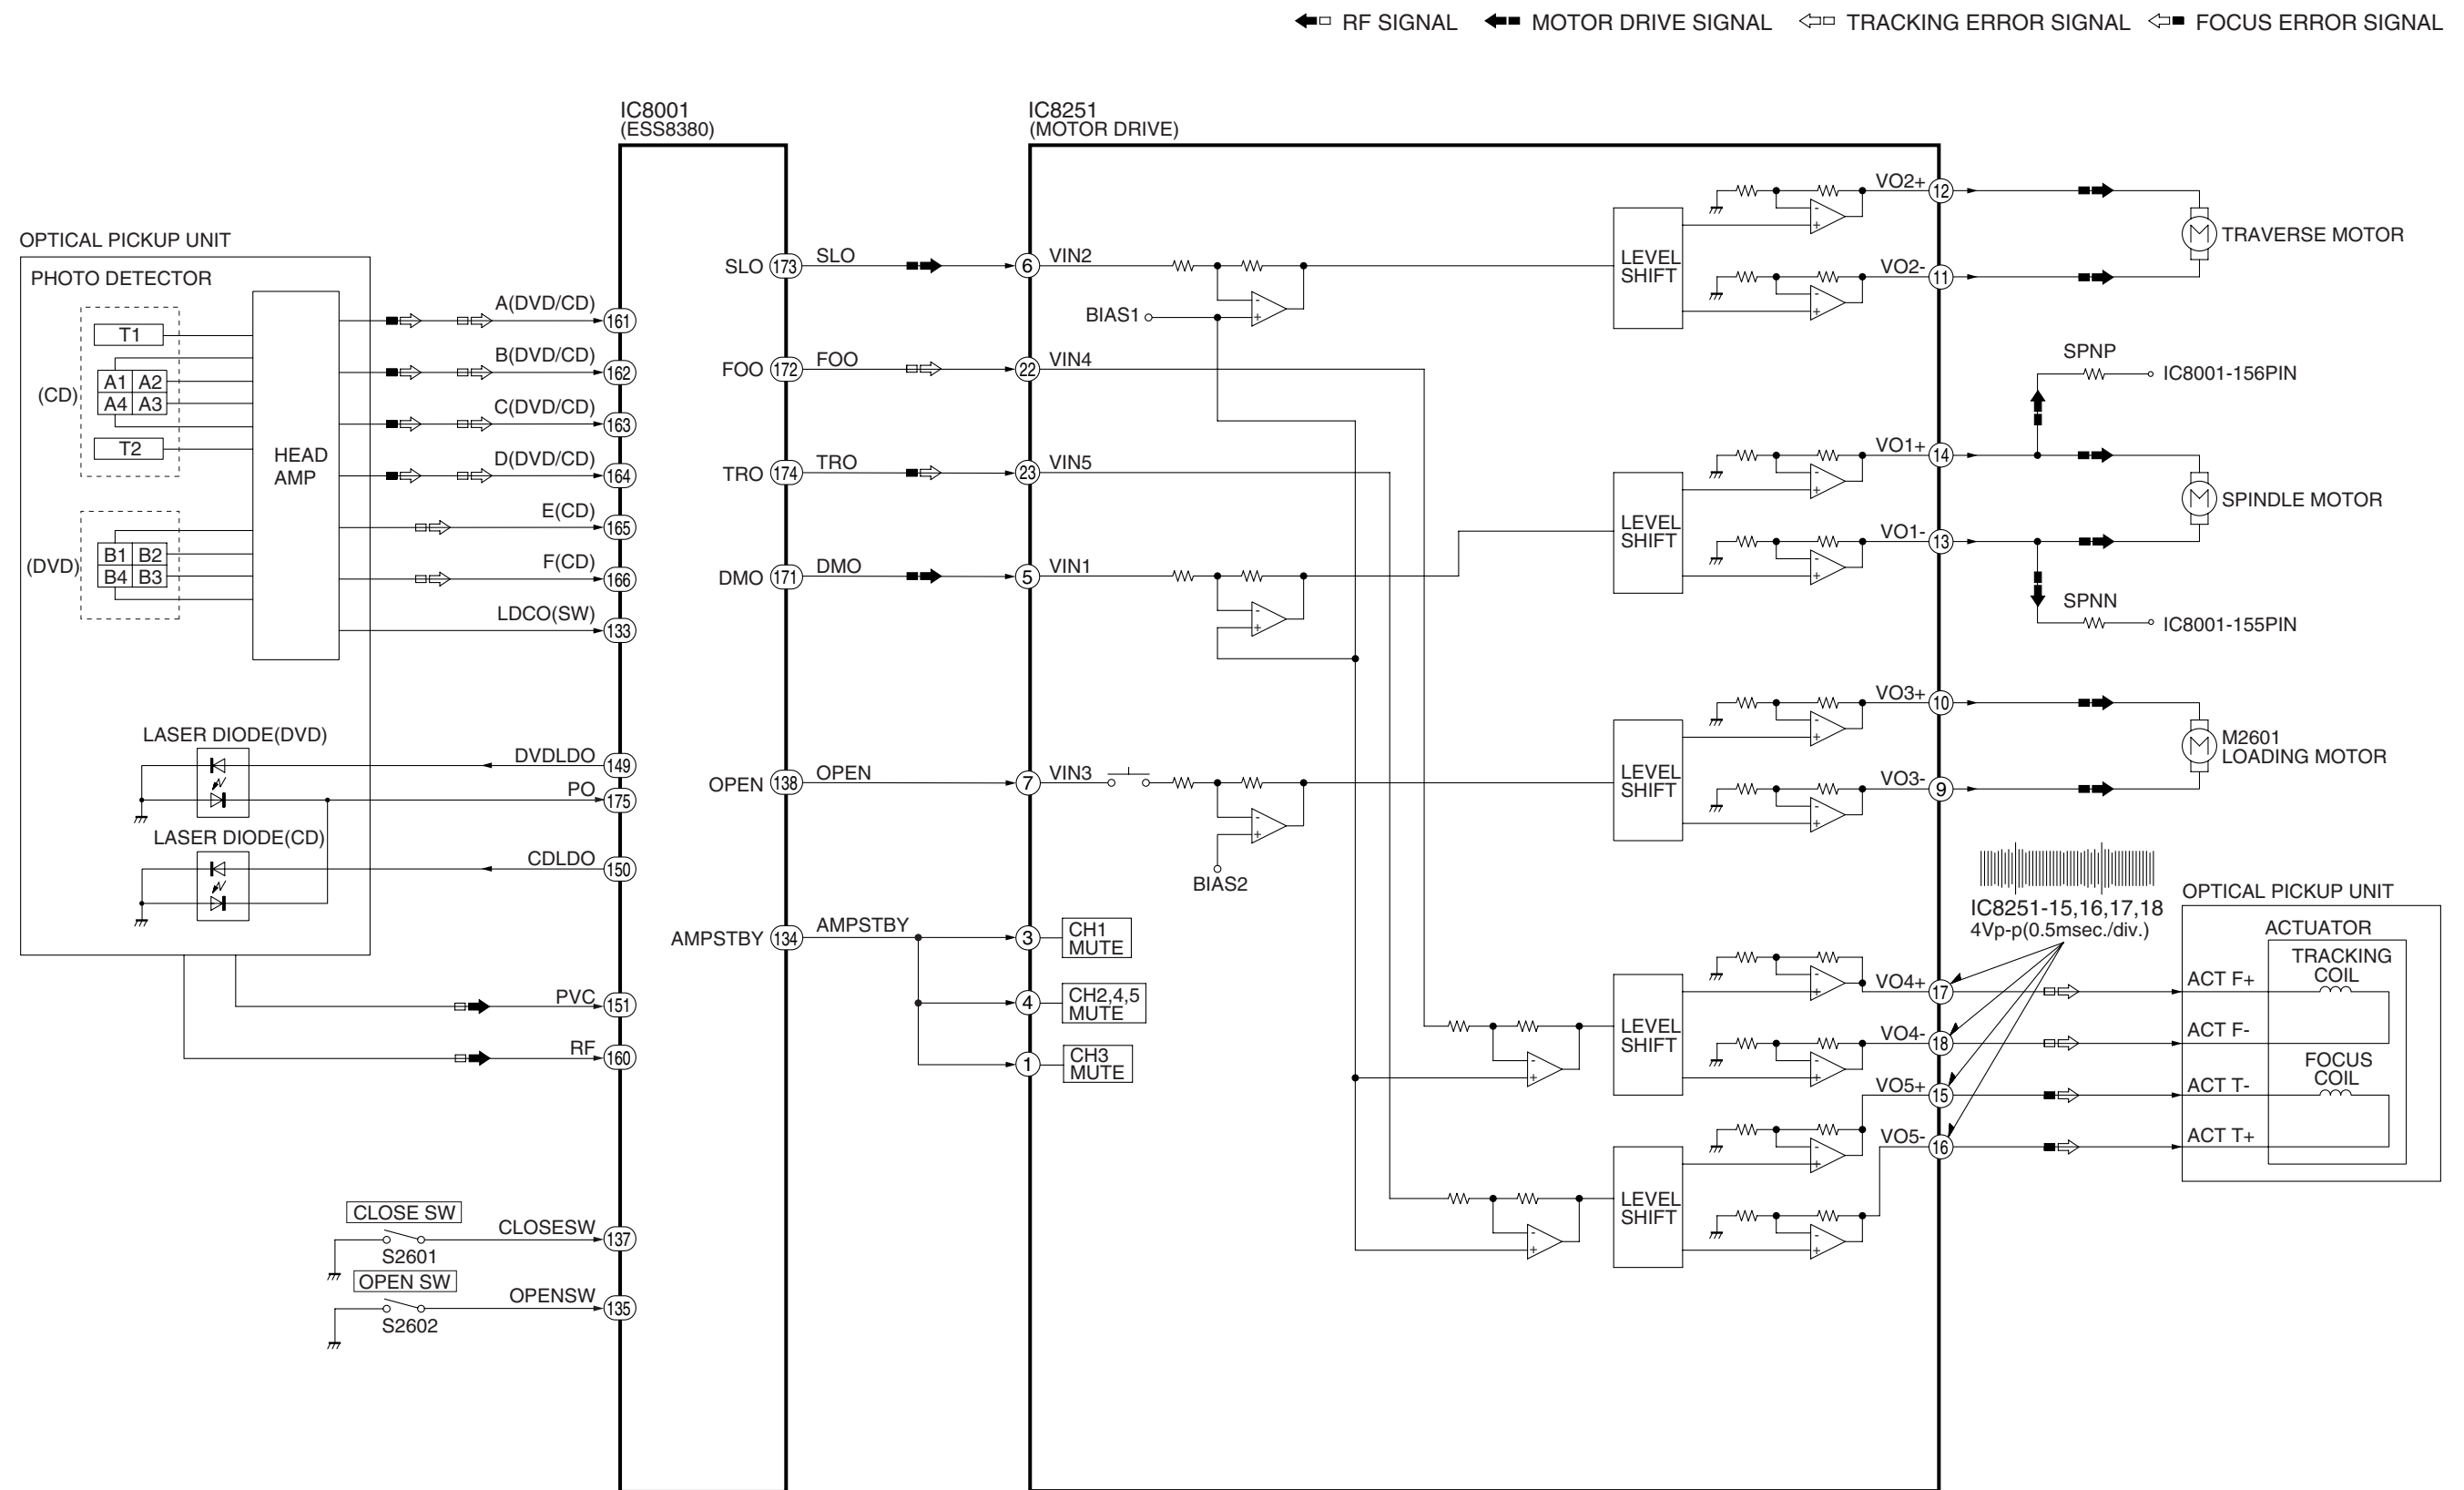 RF SIGNAL
MOTOR DRIVE SIGNAL
TRACKING ERROR SIGNAL
FOCUS ERROR SIGNAL
OPTICAL PICKUP UNIT
PHOTO DETECTOR
T1
(CD)
A1 A2
A4 A3
T2
(DVD)
B1 B2
B4 B3
HEAD
AMP
LASER DIODE(DVD)
LASER DIODE(CD)
A(DVD/CD)
B(DVD/CD)
C(DVD/CD)
D(DVD/CD)
E(CD)
F(CD)
LDCO(SW)
DVDLDO
PO
CDLDO
PVC
RF
CLOSE SW
S2601
CLOSESW
OPEN SW
S2602
OPENSW
IC8001
(ESS8380)
161
162
163
164
165
166
133
149
175
150
151
160
137
135
SLO 173 SLO
FOO 172 FOO
TRO 174 TRO
DMO 171 DMO
OPEN 138 OPEN
AMPSTBY 134 AMPSTBY
IC8251
(MOTOR DRIVE)
6 VIN2
BIAS1
22 VIN4
23 VIN5
5 VIN1
7 VIN3
BIAS2
3 CH1
MUTE
4 CH2,4,5
MUTE
1 CH3
MUTE
- +
- +
- +
- +
- +
LEVEL
SHIFT
- +
- +
VO2+ 12
VO2- 11
TRAVERSE MOTOR
M
LEVEL
SHIFT
- +
- +
VO1+ 14
VO1- 13
SPNP
IC8001-156PIN
M
SPINDLE MOTOR
SPNN
IC8001-155PIN
LEVEL
SHIFT
- +
- +
VO3+ 10
VO3- 9
M
M2601
LOADING MOTOR
IC8251-15,16,17,18
4Vp-p(0.5msec./div.)
LEVEL
SHIFT
- +
- +
VO4+ 17
VO4- 18
LEVEL
SHIFT
- +
- +
VO5+ 15
VO5- 16
OPTICAL PICKUP UNIT
ACTUATOR
TRACKING
COIL
ACT F+
ACT F-
FOCUS
COIL
ACT T-
ACT T+